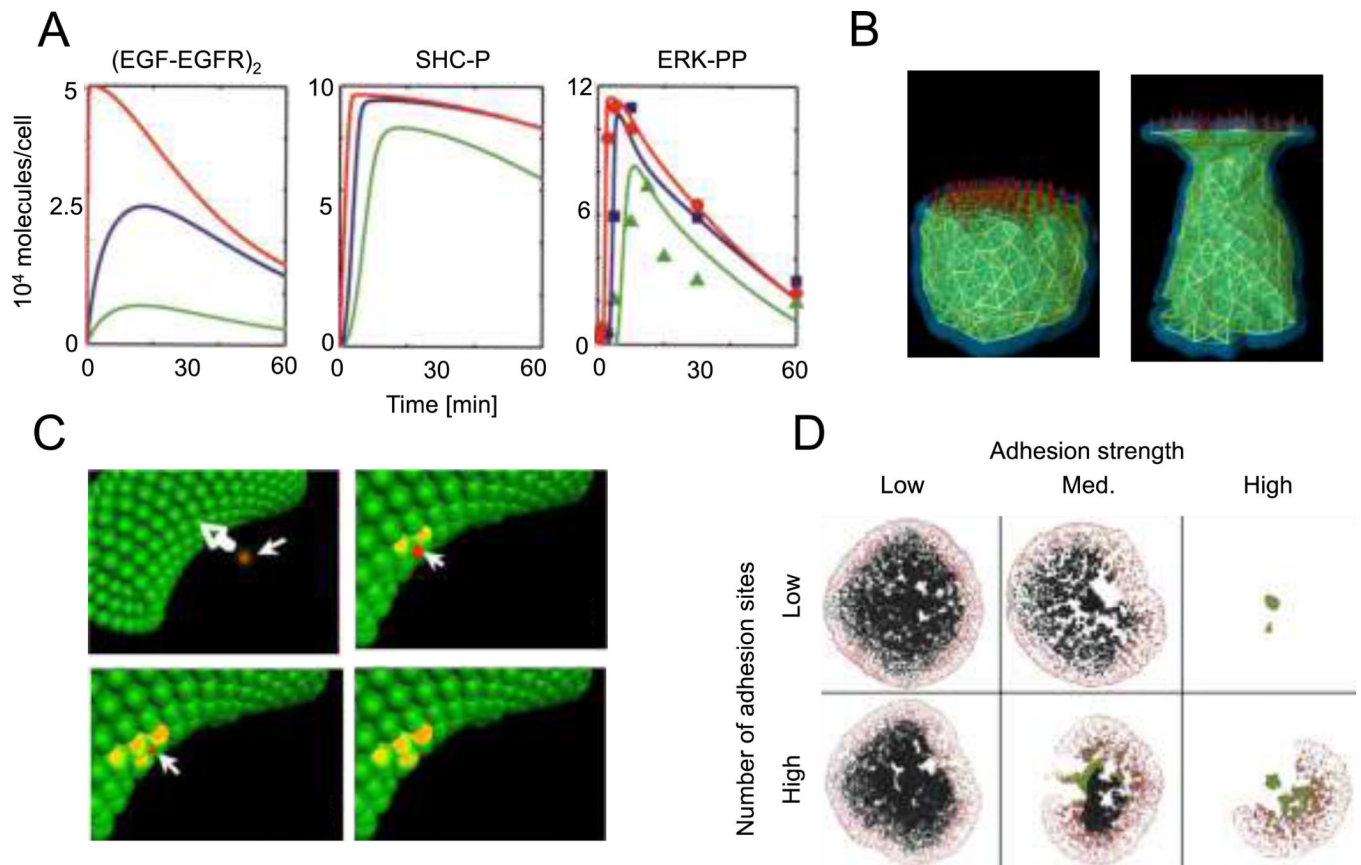 A
(EGF-EGFR)2
SHC-P
ERK-PP
10⁴ molecules/cell
5
2.5
0
10
5
0
12
6
0
0
30
60
0
30
60
0
30
60
Time [min]
B
C
D
Adhesion strength
Low
Med.
High
Number of adhesion sites
Low
High